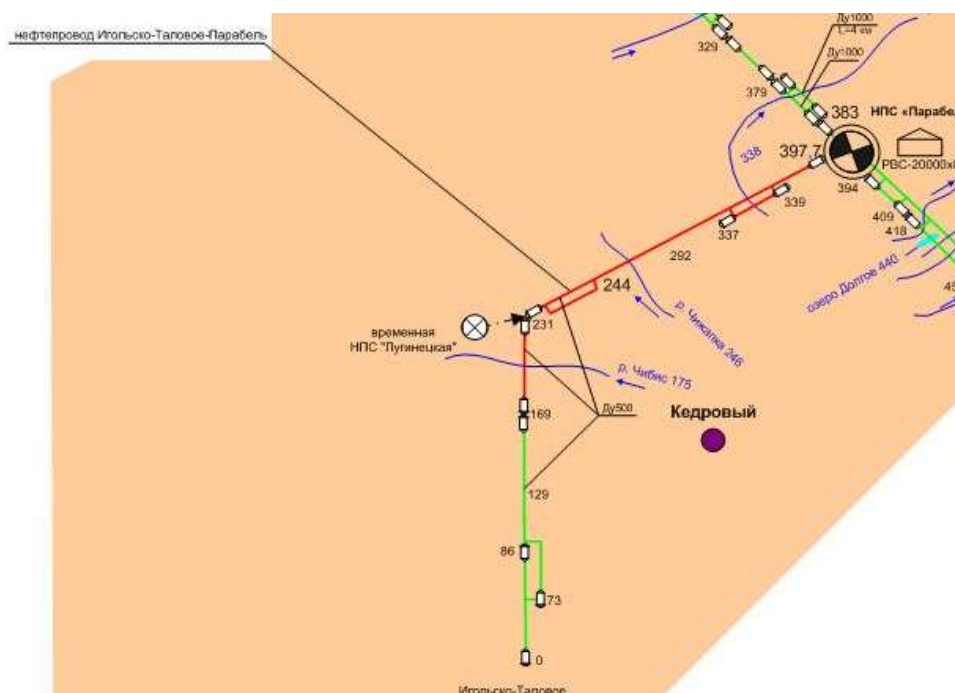 нефтепровод Игольско-Таловое-Парабель
Ду1000
L=4 км
Ду1000
329
379
383
НПС «Парабе
338
397,7
РВС-20000х
394
339
409
337
418
292
озеро Долгое 440
244
45
231
временная
НПС "Лугинецкая"
р. Чижапка 246
р. Чибис 175
Ду500
169
Кедровый
129
86
73
0
Игольско-Таловое